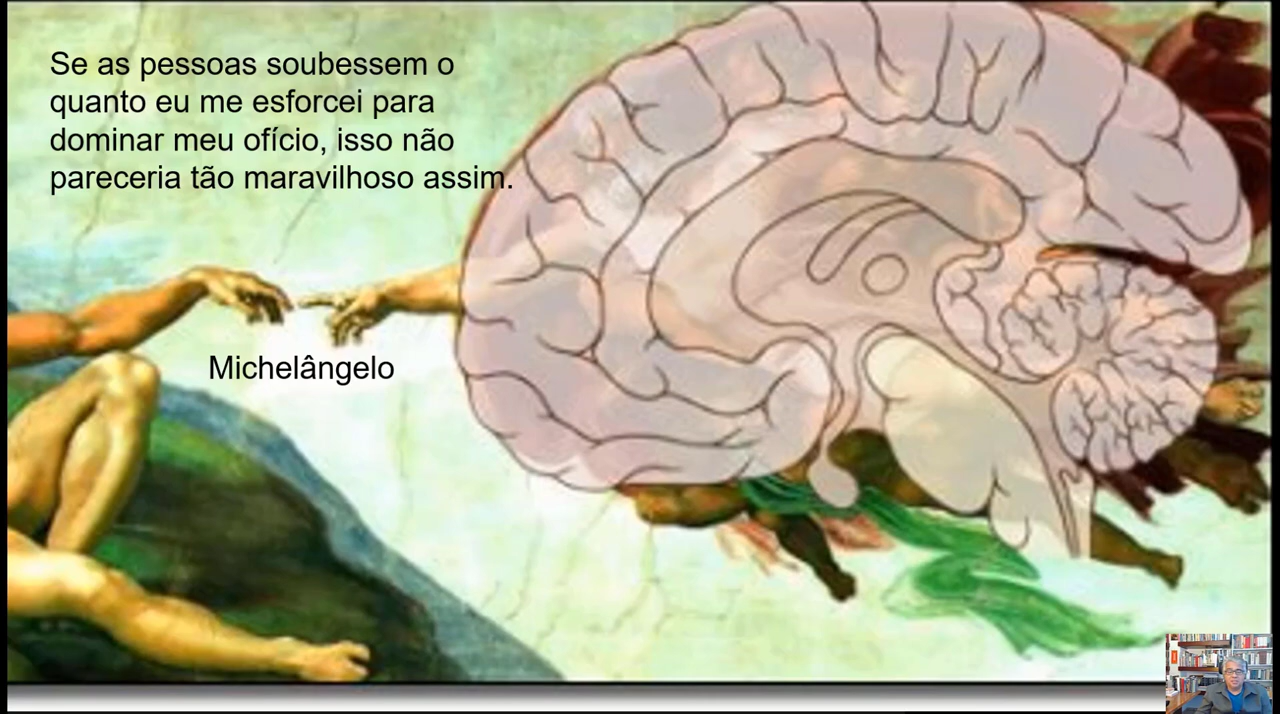 Se as pessoas soubessem o
quanto eu me esforcei para
dominar meu ofício, isso não
pareceria tão maravilhoso assim.
Michelângelo